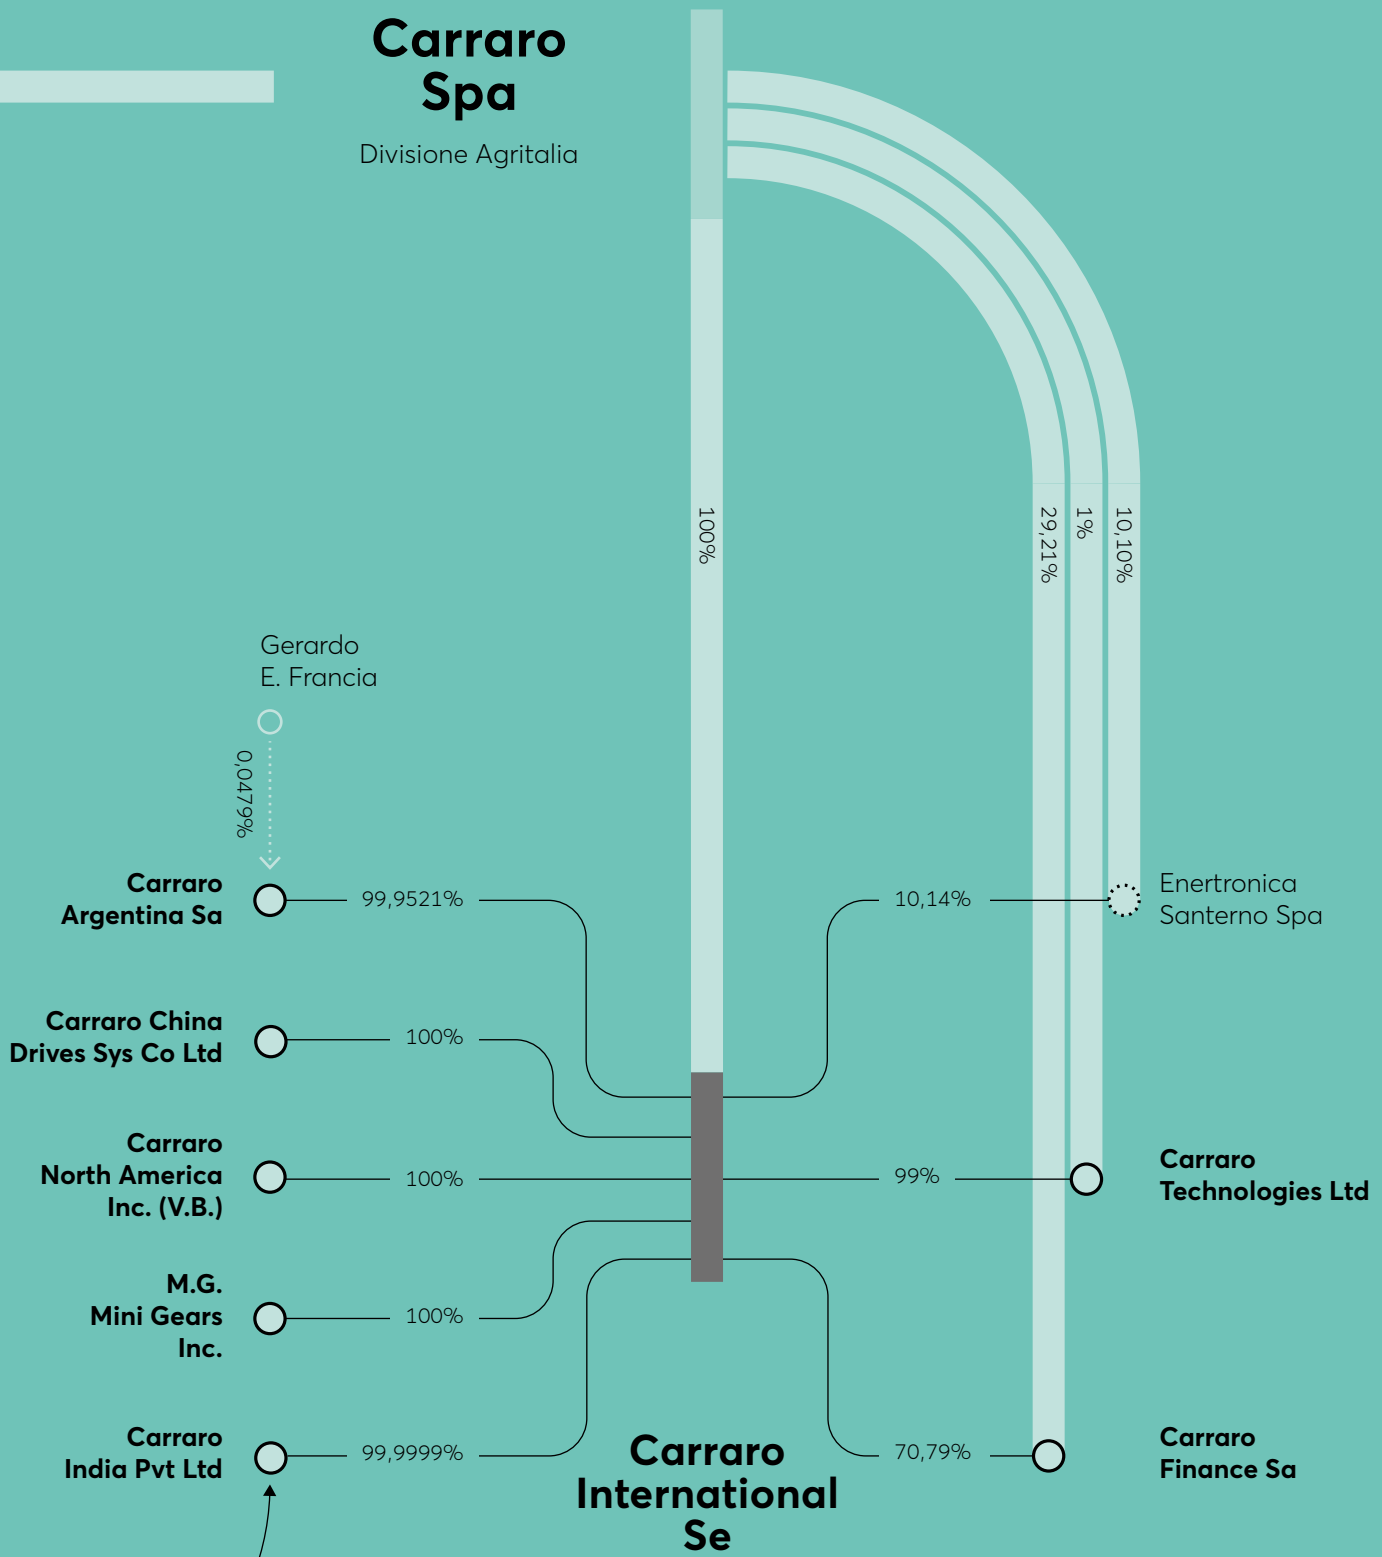 Carraro
Spa
Divisione Agritalia
100%
29,21%
1%
10,10%
Gerardo
E. Francia
0,0479%
Carraro
Argentina Sa
99,9521%
10,14%
Enertronica
Santerno Spa
Carraro China
Drives Sys Co Ltd
100%
Carraro
North America
Inc. (V.B.)
100%
99%
Carraro
Technologies Ltd
M.G.
Mini Gears
Inc.
100%
Carraro
India Pvt Ltd
99,9999%
Carraro
International
Se
70,79%
Carraro
Finance Sa